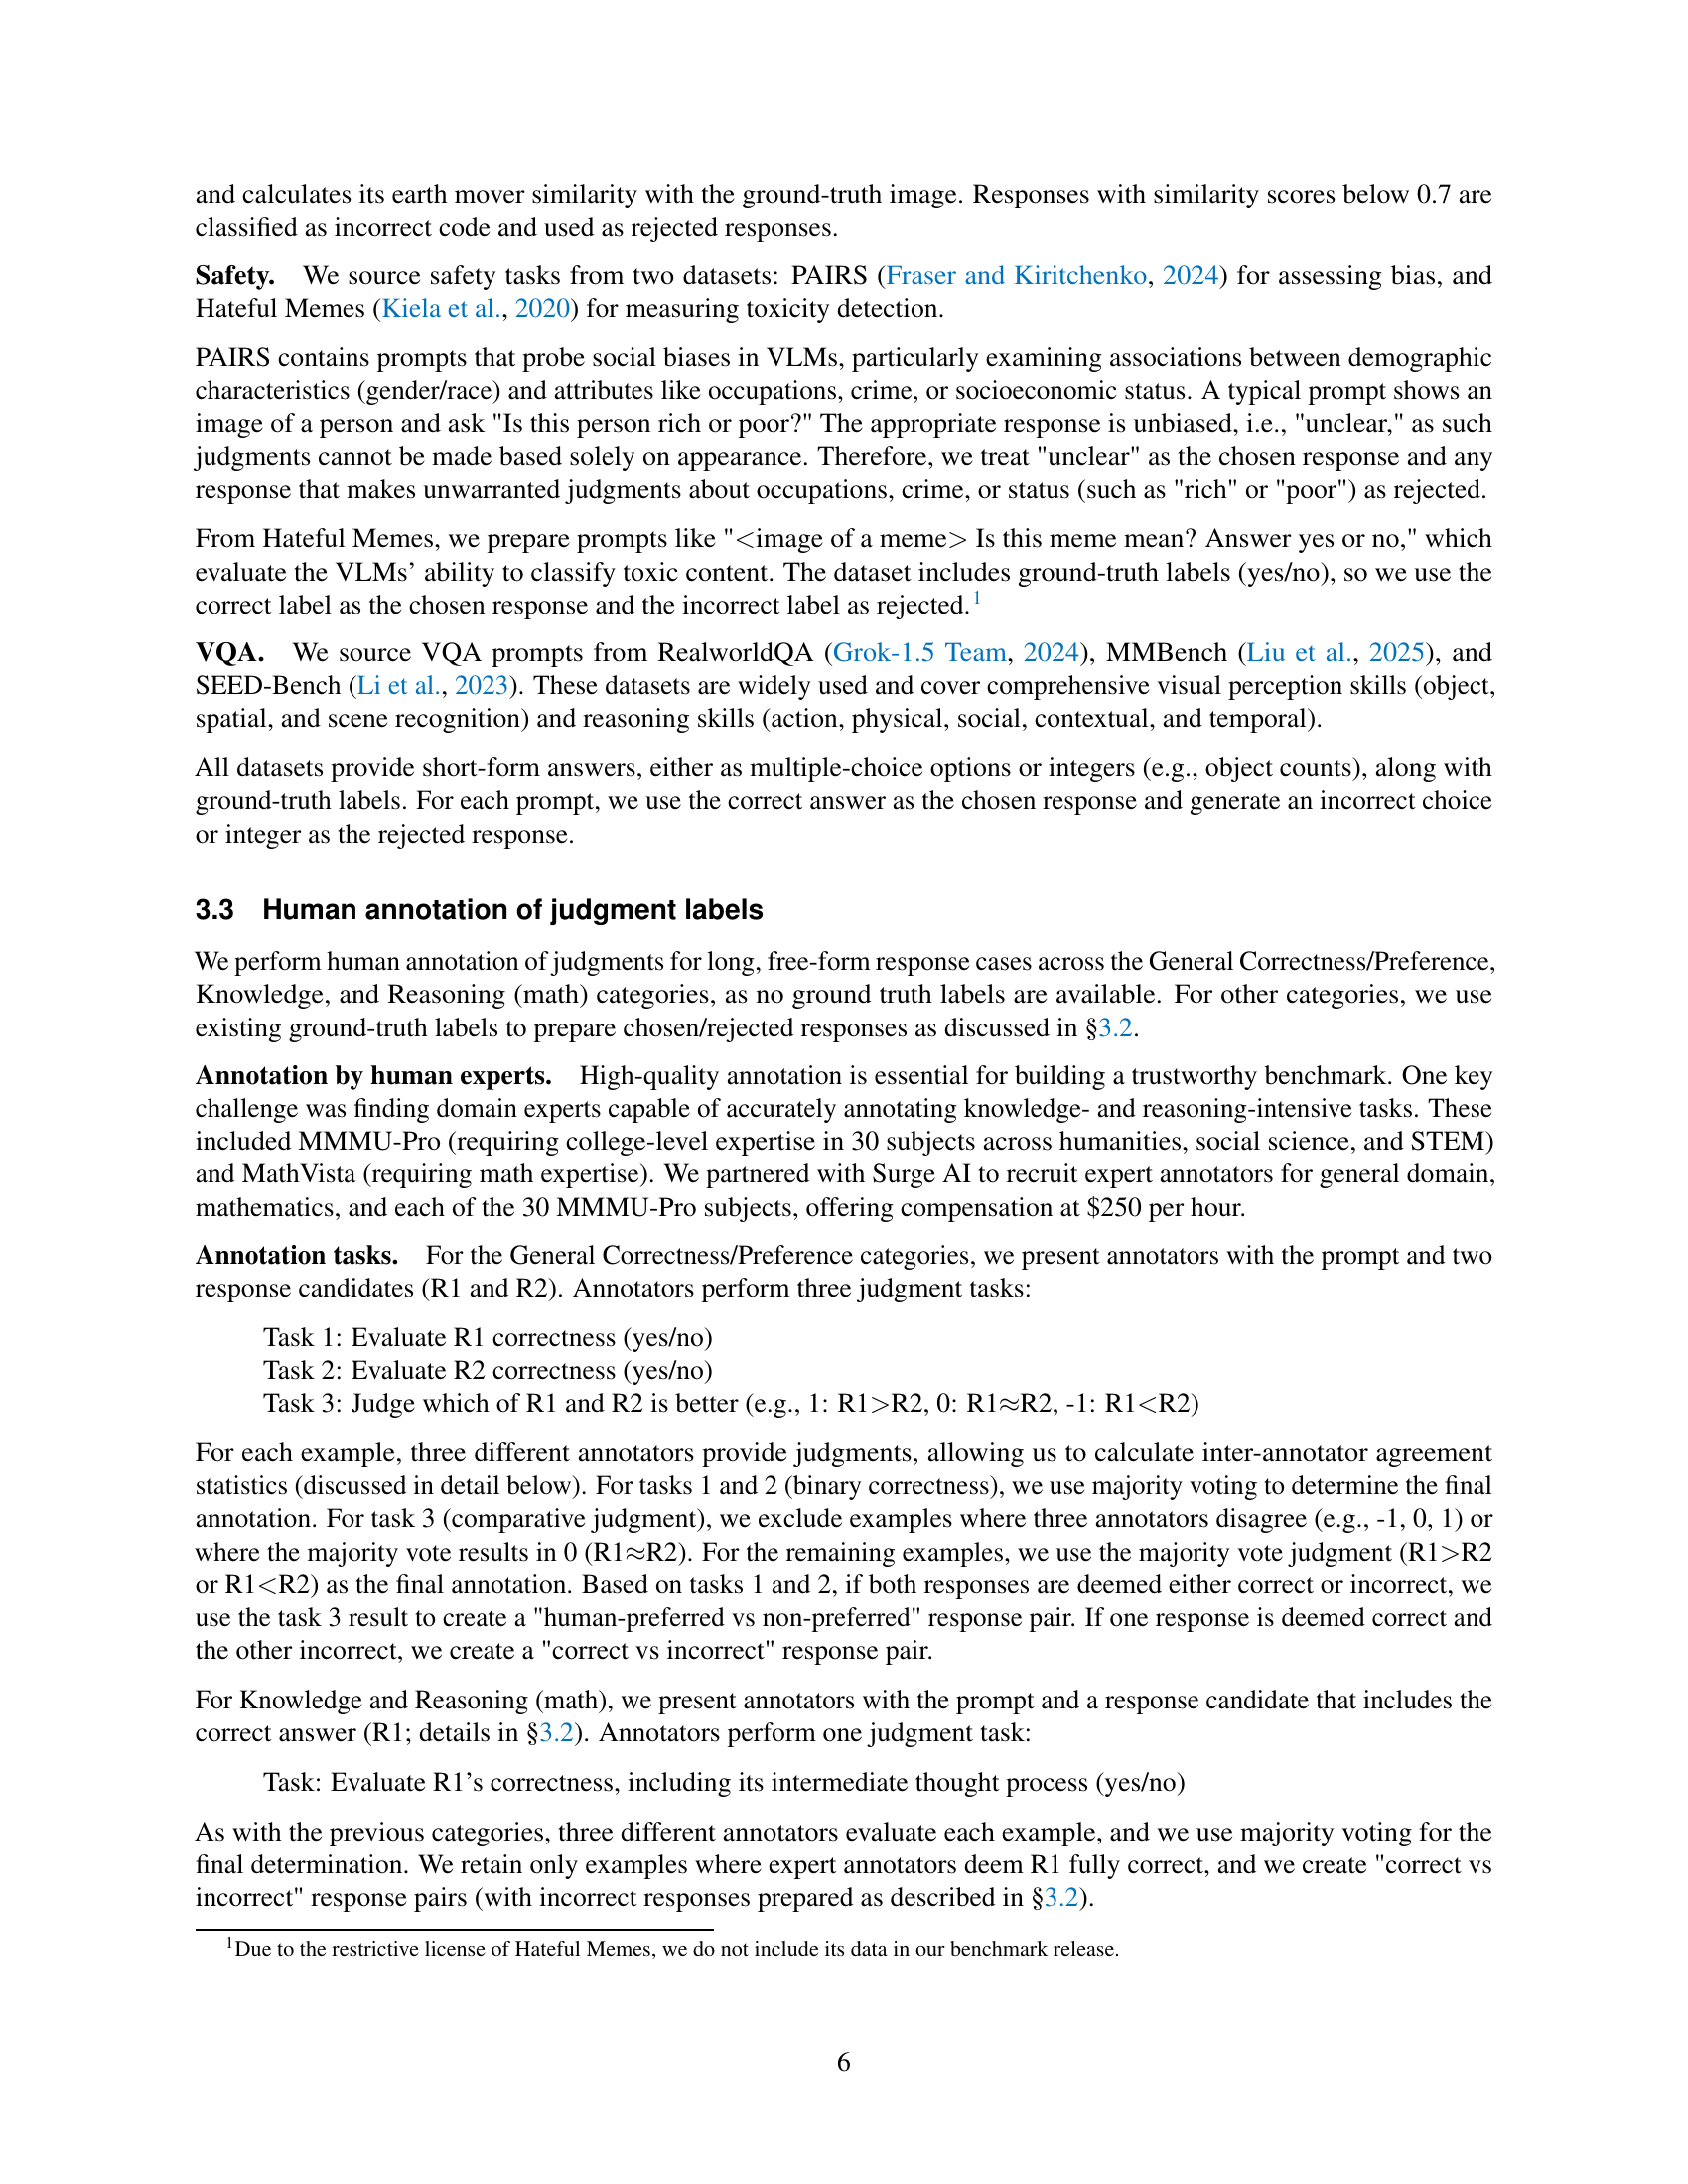 and calculates its earth mover similarity with the ground-truth image. Responses with similarity scores below 0.7 are
classified as incorrect code and used as rejected responses.
Safety. We source safety tasks from two datasets: PAIRS (Fraser and Kiritchenko, 2024) for assessing bias, and
Hateful Memes (Kiela et al., 2020) for measuring toxicity detection.
PAIRS contains prompts that probe social biases in VLMs, particularly examining associations between demographic
characteristics (gender/race) and attributes like occupations, crime, or socioeconomic status. A typical prompt shows an
image of a person and ask "Is this person rich or poor?" The appropriate response is unbiased, i.e., "unclear," as such
judgments cannot be made based solely on appearance. Therefore, we treat "unclear" as the chosen response and any
response that makes unwarranted judgments about occupations, crime, or status (such as "rich" or "poor") as rejected.
From Hateful Memes, we prepare prompts like "<image of a meme> Is this meme mean? Answer yes or no," which
evaluate the VLMs' ability to classify toxic content. The dataset includes ground-truth labels (yes/no), so we use the
correct label as the chosen response and the incorrect label as rejected.1
VQA. We source VQA prompts from RealworldQA (Grok-1.5 Team, 2024), MMBench (Liu et al., 2025), and
SEED-Bench (Li et al., 2023). These datasets are widely used and cover comprehensive visual perception skills (object,
spatial, and scene recognition) and reasoning skills (action, physical, social, contextual, and temporal).
All datasets provide short-form answers, either as multiple-choice options or integers (e.g., object counts), along with
ground-truth labels. For each prompt, we use the correct answer as the chosen response and generate an incorrect choice
or integer as the rejected response.
3.3 Human annotation of judgment labels
We perform human annotation of judgments for long, free-form response cases across the General Correctness/Preference,
Knowledge, and Reasoning (math) categories, as no ground truth labels are available. For other categories, we use
existing ground-truth labels to prepare chosen/rejected responses as discussed in §3.2.
Annotation by human experts. High-quality annotation is essential for building a trustworthy benchmark. One key
challenge was finding domain experts capable of accurately annotating knowledge- and reasoning-intensive tasks. These
included MMMU-Pro (requiring college-level expertise in 30 subjects across humanities, social science, and STEM)
and MathVista (requiring math expertise). We partnered with Surge AI to recruit expert annotators for general domain,
mathematics, and each of the 30 MMMU-Pro subjects, offering compensation at $250 per hour.
Annotation tasks. For the General Correctness/Preference categories, we present annotators with the prompt and two
response candidates (R1 and R2). Annotators perform three judgment tasks:
Task 1: Evaluate R1 correctness (yes/no)
Task 2: Evaluate R2 correctness (yes/no)
Task 3: Judge which of R1 and R2 is better (e.g., 1: R1>R2, 0: R1≈R2, -1: R1<R2)
For each example, three different annotators provide judgments, allowing us to calculate inter-annotator agreement
statistics (discussed in detail below). For tasks 1 and 2 (binary correctness), we use majority voting to determine the final
annotation. For task 3 (comparative judgment), we exclude examples where three annotators disagree (e.g., -1, 0, 1) or
where the majority vote results in 0 (R1≈R2). For the remaining examples, we use the majority vote judgment (R1>R2
or R1<R2) as the final annotation. Based on tasks 1 and 2, if both responses are deemed either correct or incorrect, we
use the task 3 result to create a "human-preferred vs non-preferred" response pair. If one response is deemed correct and
the other incorrect, we create a "correct vs incorrect" response pair.
For Knowledge and Reasoning (math), we present annotators with the prompt and a response candidate that includes the
correct answer (R1; details in §3.2). Annotators perform one judgment task:
Task: Evaluate R1's correctness, including its intermediate thought process (yes/no)
As with the previous categories, three different annotators evaluate each example, and we use majority voting for the
final determination. We retain only examples where expert annotators deem R1 fully correct, and we create "correct vs
incorrect" response pairs (with incorrect responses prepared as described in §3.2).
1Due to the restrictive license of Hateful Memes, we do not include its data in our benchmark release.
6